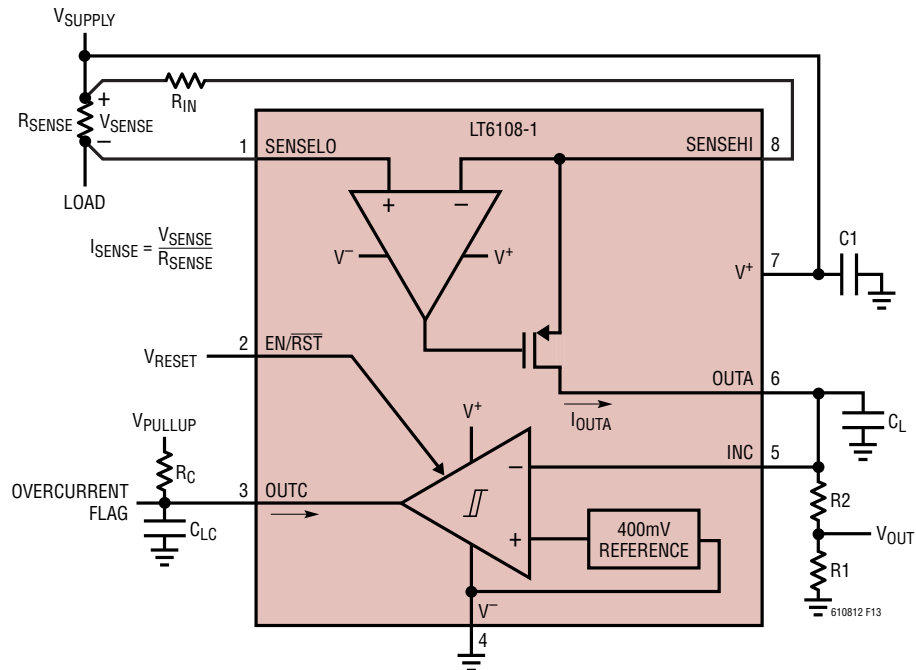 VSUPPLY
RIN
RSENSE
+
VSENSE
−
LOAD
ISENSE = VSENSE
RSENSE
LT6108-1
1 SENSELO
SENSEHI 8
+ −
V− V+
V+ 7
C1
2 EN/RST
VRESET
OUTA 6
IOUTA
CL
VPULLUP
RC
V+
INC 5
−
OVERCURRENT
FLAG
3 OUTC
CLC
+
400mV
REFERENCE
R2
VOUT
R1
V−
4
610812 F13